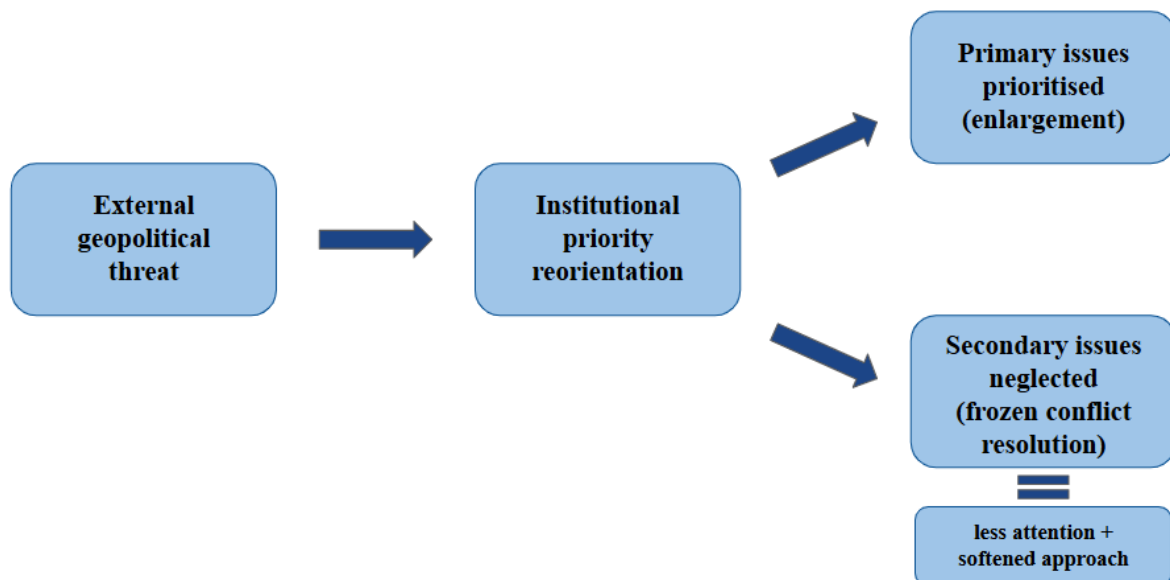 External
geopolitical
threat
Institutional
priority
reorientation
Primary issues
prioritised
(enlargement)
Secondary issues
neglected
(frozen conflict
resolution)
less attention +
softened approach